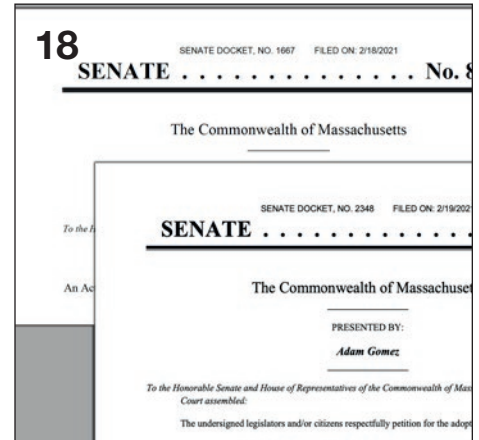 18
SENATE DOCKET, NO. 1667 FILED ON: 2/18/2021
SENATE . . . . . . . . . . . . . . . No. 8
The Commonwealth of Massachusetts
To the
An Ac
SENATE DOCKET, NO. 2348 FILED ON: 2/19/202
SENATE . . . . . . . . . . . . .
The Commonwealth of Massachuset
PRESENTED BY:
Adam Gomez
To the Honorable Senate and House of Representatives of the Commonwealth of Mas
Court assembled:
The undersigned legislators and/or citizens respectfully petition for the adopt